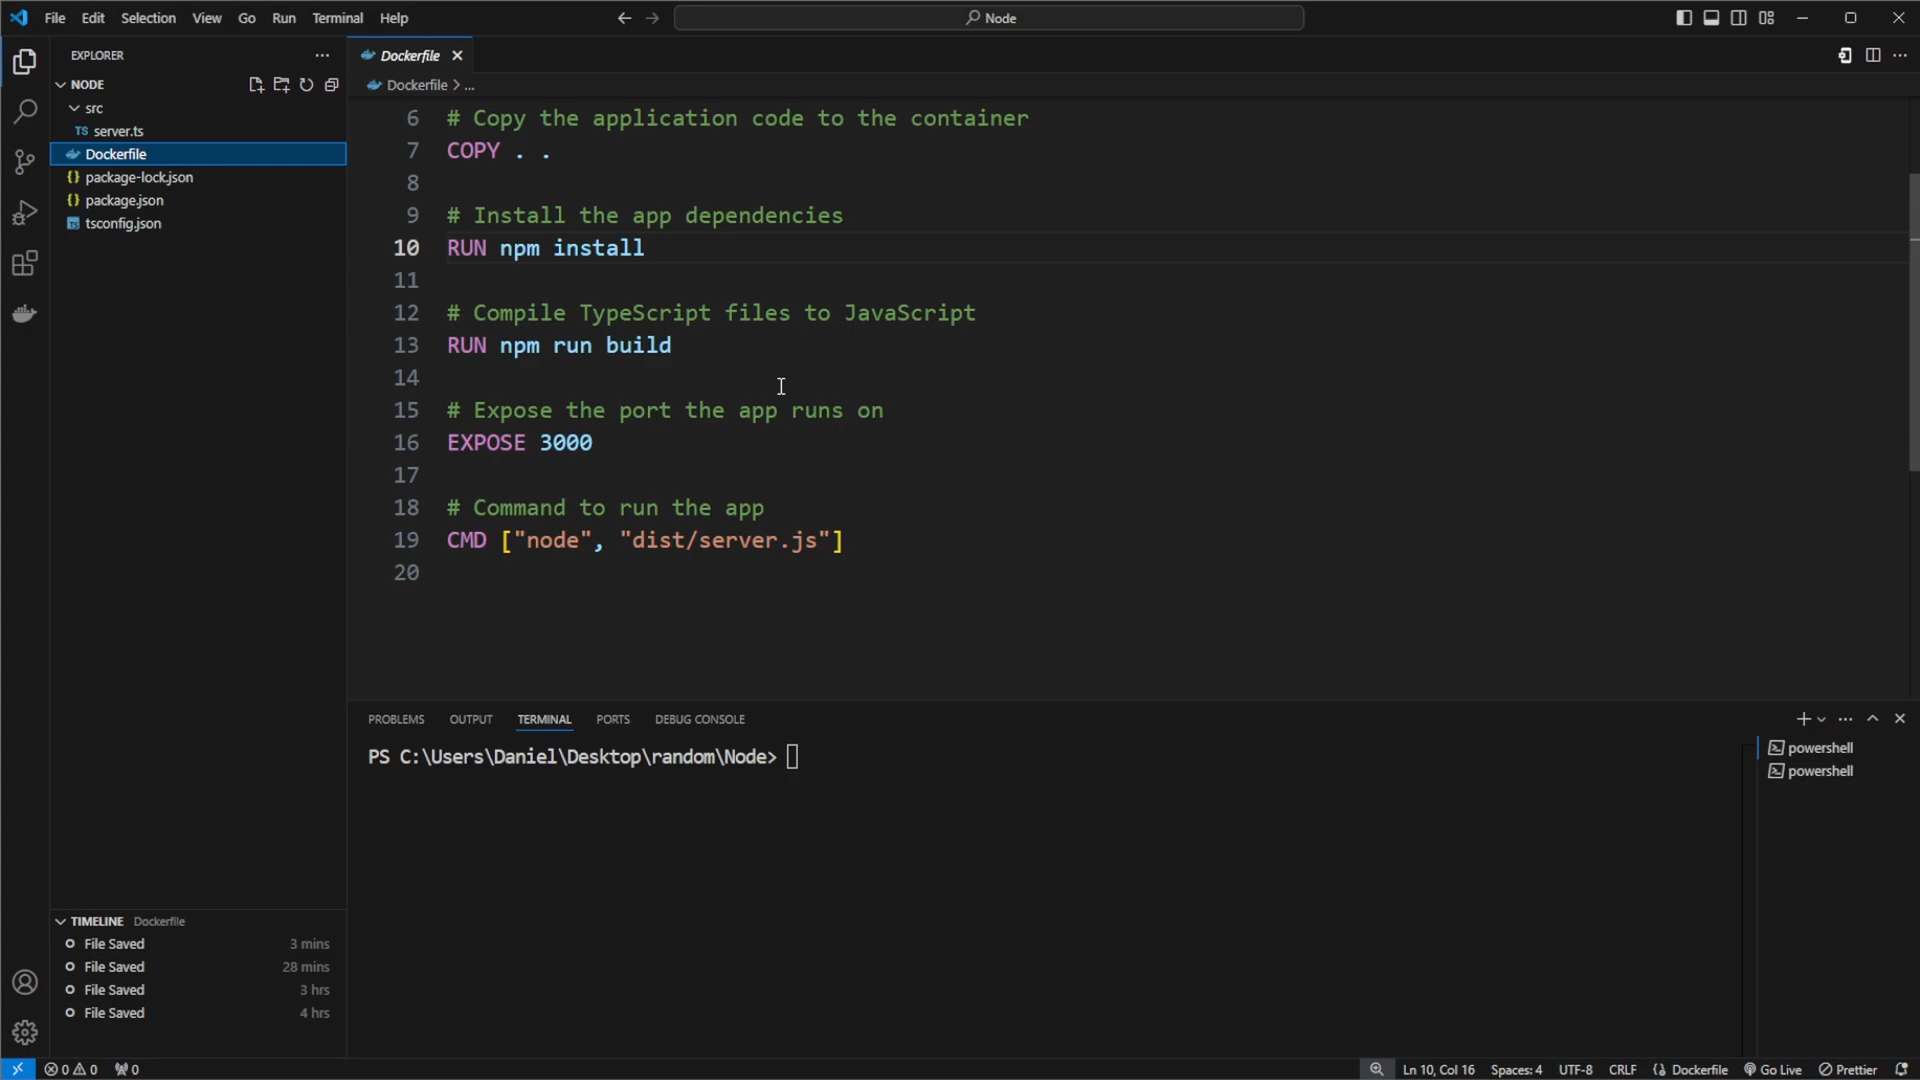 File Edit Selection View Go Run Terminal Help
Node
EXPLORER
NODE
src
TS server.ts
Dockerfile
{} package-lock.json
{} package.json
tsconfig.json
Dockerfile
Dockerfile > ...
6 # Copy the application code to the container
7 COPY . .
8
9 # Install the app dependencies
10 RUN npm install
11
12 # Compile TypeScript files to JavaScript
13 RUN npm run build
14
15 # Expose the port the app runs on
16 EXPOSE 3000
17
18 # Command to run the app
19 CMD ["node", "dist/server.js"]
20
PROBLEMS OUTPUT TERMINAL PORTS DEBUG CONSOLE
PS C:\Users\Daniel\Desktop\random\Node>
powershell
powershell
TIMELINE Dockerfile
File Saved 3 mins
File Saved 28 mins
File Saved 3 hrs
File Saved 4 hrs
0 0 0 Ln 10, Col 16 Spaces: 4 UTF-8 CRLF Dockerfile Go Live Prettier